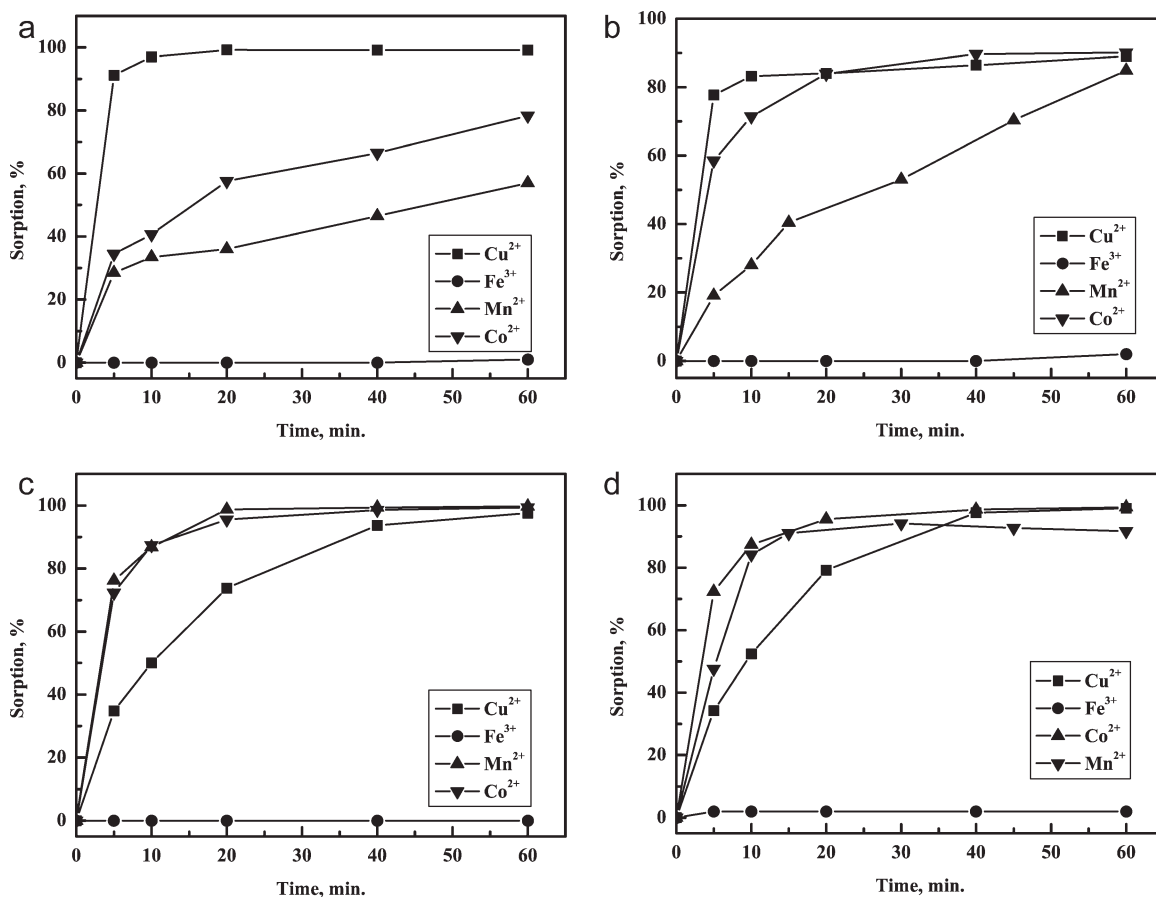 a
Sorption, %
100
80
60
40
20
0
Cu²⁺
Fe³⁺
Mn²⁺
Co²⁺
0 10 20 30 40 50 60
Time, min.
b
Sorption, %
100
80
60
40
20
0
Cu²⁺
Fe³⁺
Mn²⁺
Co²⁺
0 10 20 30 40 50 60
Time, min.
c
Sorption, %
100
80
60
40
20
0
Cu²⁺
Fe³⁺
Mn²⁺
Co²⁺
0 10 20 30 40 50 60
Time, min.
d
Sorption, %
100
80
60
40
20
0
Cu²⁺
Fe³⁺
Co²⁺
Mn²⁺
0 10 20 30 40 50 60
Time, min.